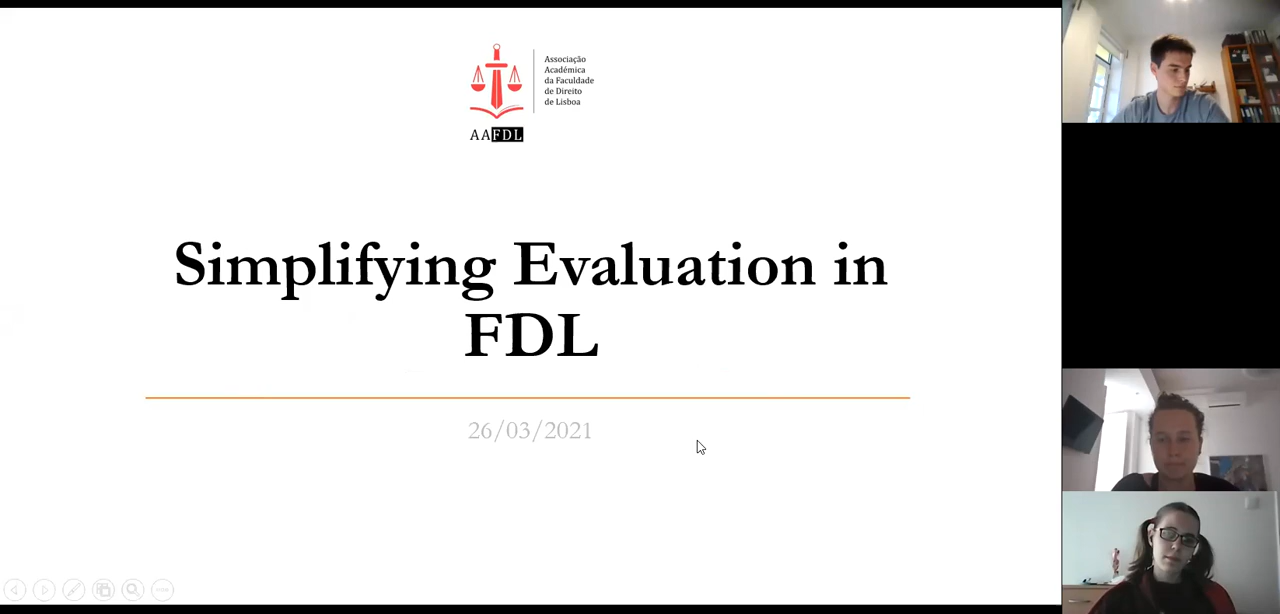 Associação
Académica
da Faculdade
de Direito
de Lisboa
AAFDL
Simplifying Evaluation in
FDL
26/03/2021